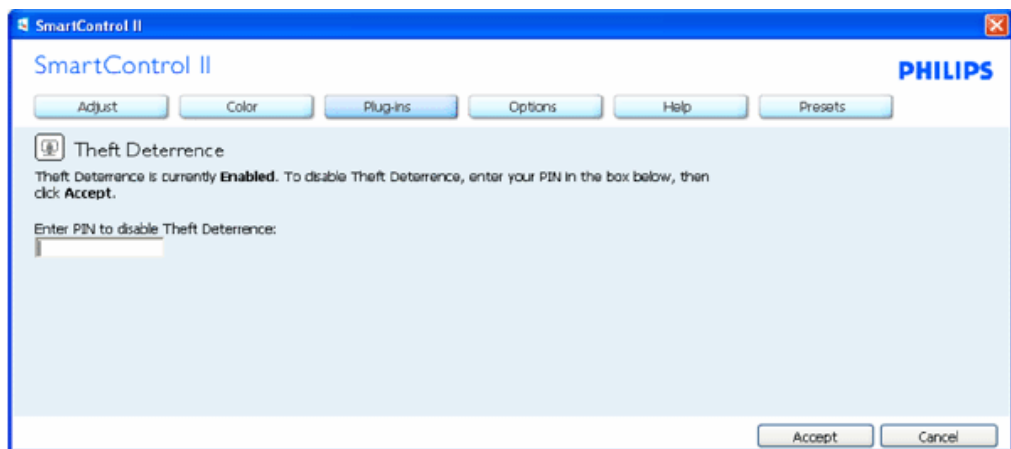 SmartControl II
SmartControl II
PHILIPS
Adjust Color Plug-ins Options Help Presets
Theft Deterrence
Theft Deterrence is currently Enabled. To disable Theft Deterrence, enter your PIN in the box below, then
click Accept.
Enter PIN to disable Theft Deterrence:
Accept Cancel